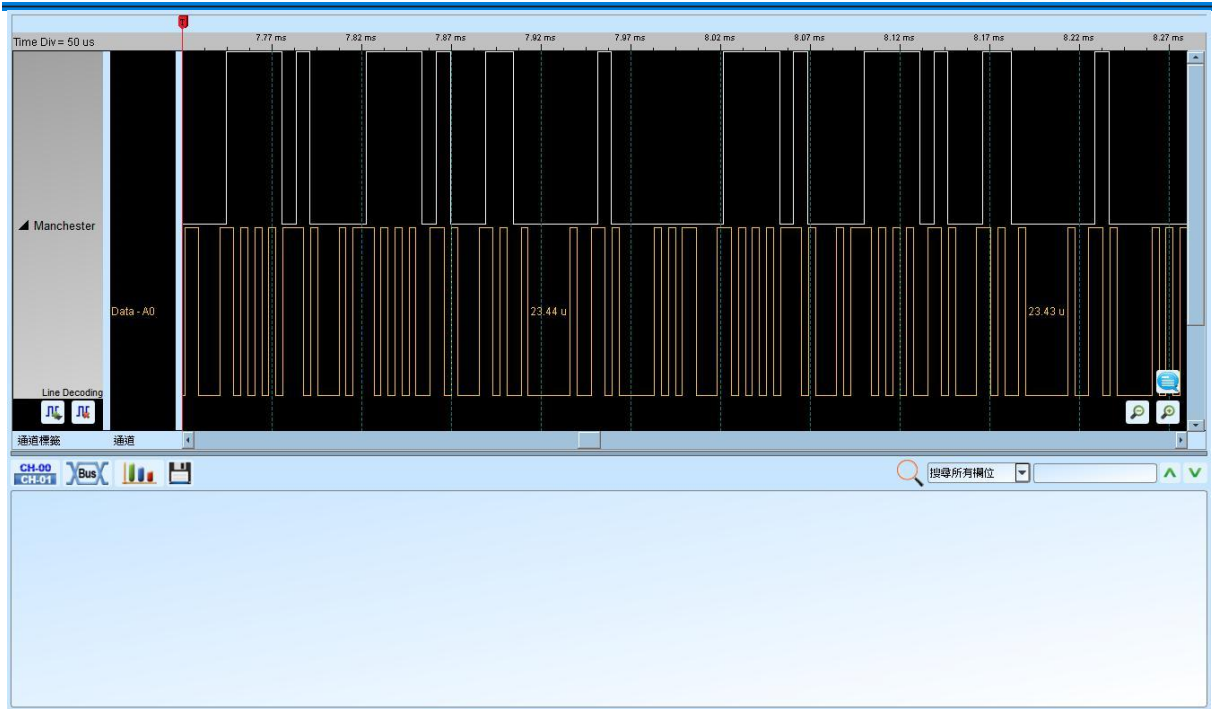 Time Div = 50 us
7.77 ms 7.82 ms 7.87 ms 7.92 ms 7.97 ms 8.02 ms 8.07 ms 8.12 ms 8.17 ms 8.22 ms 8.27 ms
Manchester
Data - A0
23.44 u
23.43 u
Line Decoding
通道標籤 通道
CH-00
CH-01
Bus
搜尋所有欄位